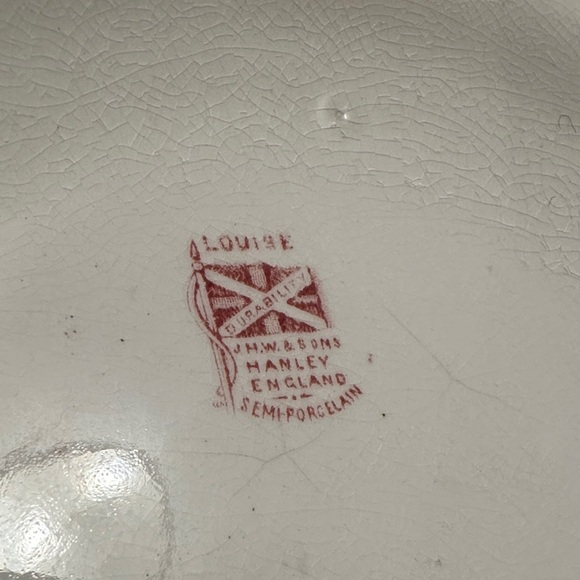 LOUISE
DURABILITY
J.H.W. & SONS
HANLEY
ENGLAND
SEMI-PORCELAIN